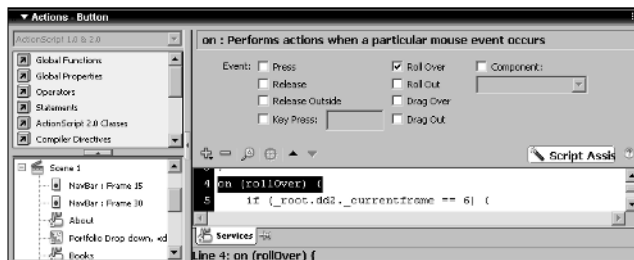 Actions - Button
ActionScript 1.0 & 2.0
Global Functions
Global Properties
Operators
Statements
ActionScript 2.0 Classes
Compiler Directives
Scene 1
NavBar : Frame 15
NavBar : Frame 30
About
Portfolio Drop down, <d
Books
on : Performs actions when a particular mouse event occurs
Event:
Press
Release
Release Outside
Key Press:
Roll Over
Roll Out
Drag Over
Drag Out
Component:
Script Assis
4 on (rollOver) {
5 if (_root.dd2._currentframe == 6) {
Services
Line 4: on (rollOver) {